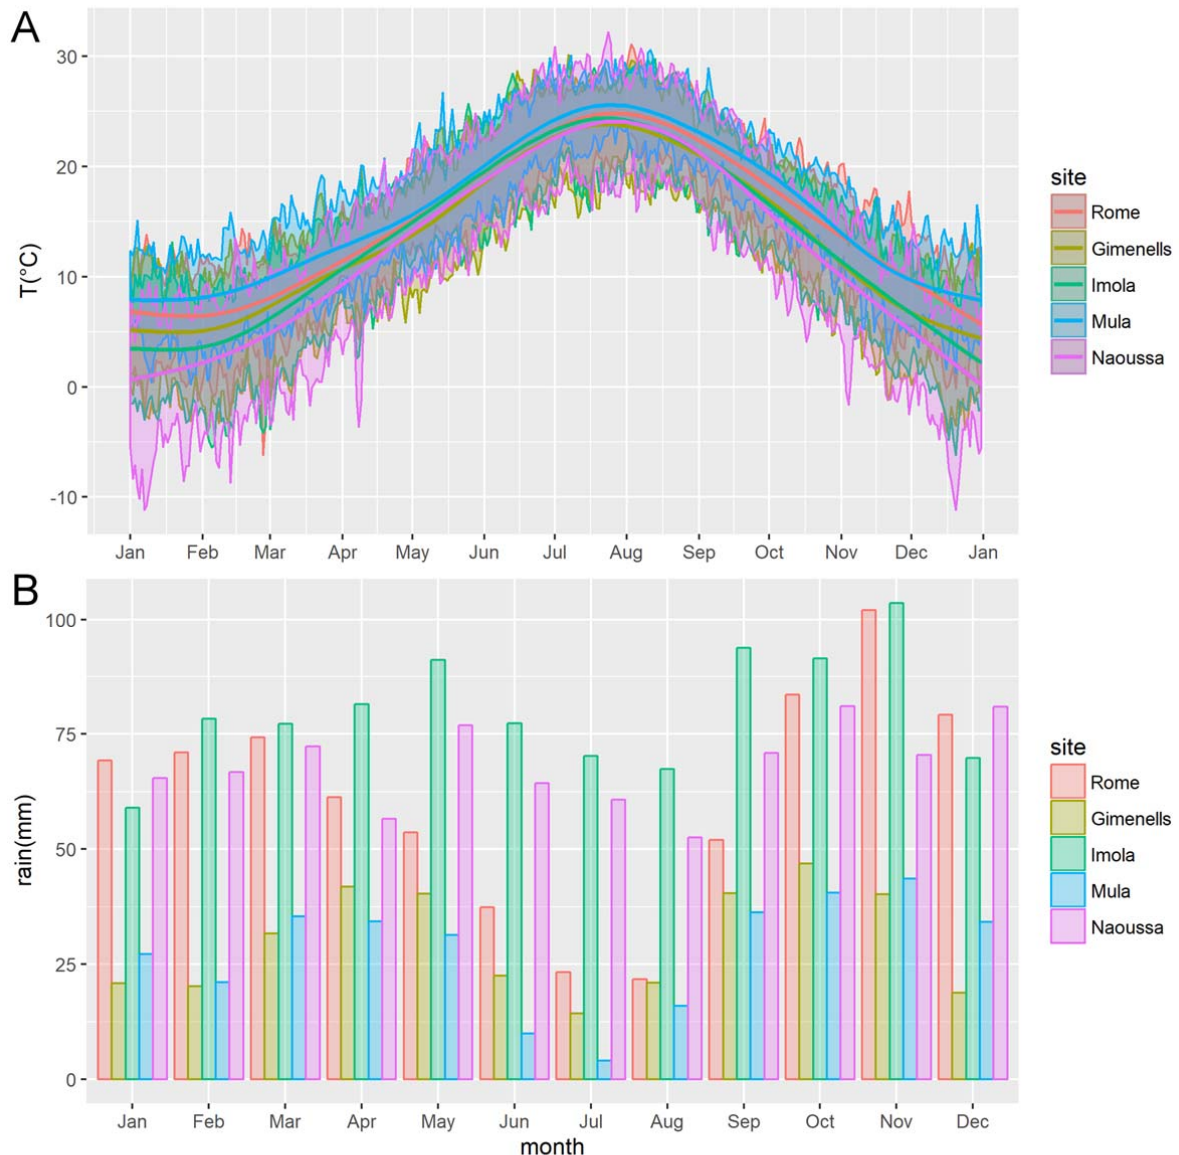 A
T(°C)
30
20
10
0
-10
Jan Feb Mar Apr May Jun Jul Aug Sep Oct Nov Dec Jan
site
Rome
Gimenells
Imola
Mula
Naoussa
B
rain(mm)
100
75
50
25
0
Jan Feb Mar Apr May Jun Jul Aug Sep Oct Nov Dec
month
site
Rome
Gimenells
Imola
Mula
Naoussa